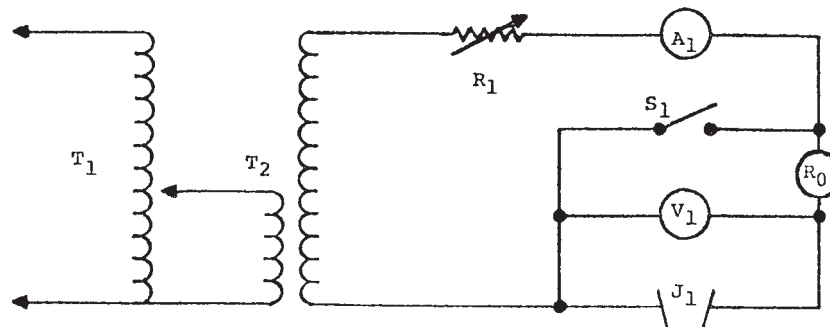 R₁
A₁
S₁
T₁
T₂
R₀
V₁
J₁